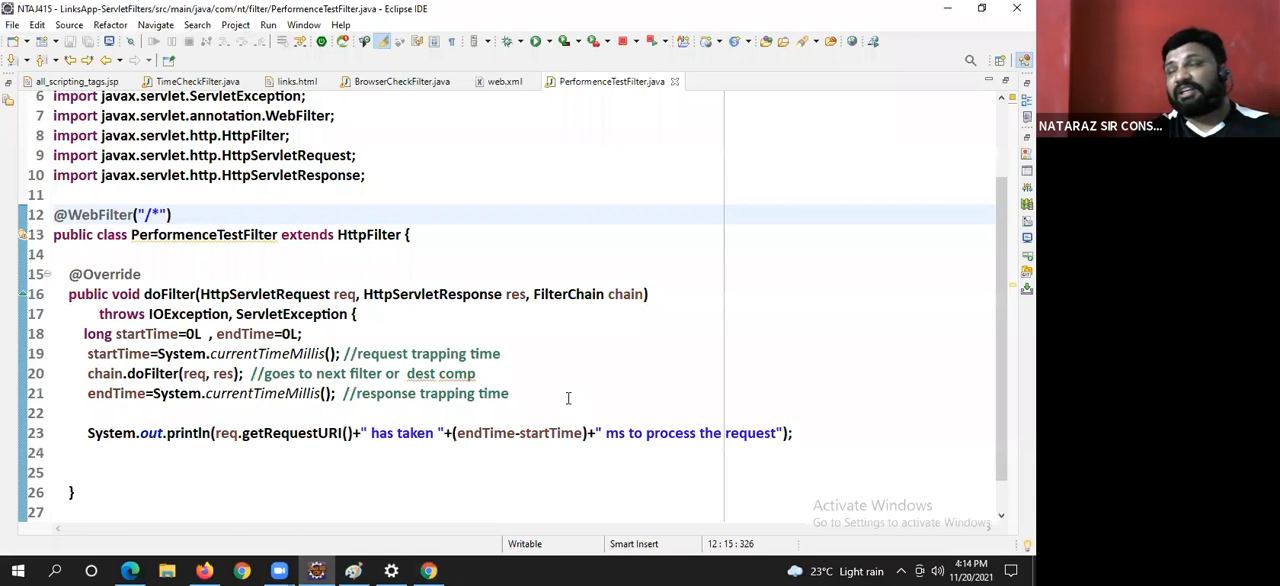 NTAJ415 - LinksApp-ServletFilters/src/main/java/com/nt/filter/PerformenceTestFilter.java - Eclipse IDE
File Edit Source Refactor Navigate Search Project Run Window Help
all_scripting_tags.jsp TimeCheckFilter.java links.html BrowserCheckFilter.java web.xml PerformenceTestFilter.java
6 import javax.servlet.ServletException;
7 import javax.servlet.annotation.WebFilter;
8 import javax.servlet.http.HttpFilter;
9 import javax.servlet.http.HttpServletRequest;
10 import javax.servlet.http.HttpServletResponse;
11
12 @WebFilter("/*")
13 public class PerformenceTestFilter extends HttpFilter {
14
15 @Override
16 public void doFilter(HttpServletRequest req, HttpServletResponse res, FilterChain chain)
17 throws IOException, ServletException {
18 long startTime=0L , endTime=0L;
19 startTime=System.currentTimeMillis(); //request trapping time
20 chain.doFilter(req, res); //goes to next filter or dest comp
21 endTime=System.currentTimeMillis(); //response trapping time
22
23 System.out.println(req.getRequestURI()+" has taken "+(endTime-startTime)+" ms to process the request");
24
25
26 }
27
NATARAZ SIR CONS...
Activate Windows
Go to Settings to activate Windows.
Writable Smart Insert 12 : 15 : 326
23°C Light rain
4:14 PM
11/20/2021